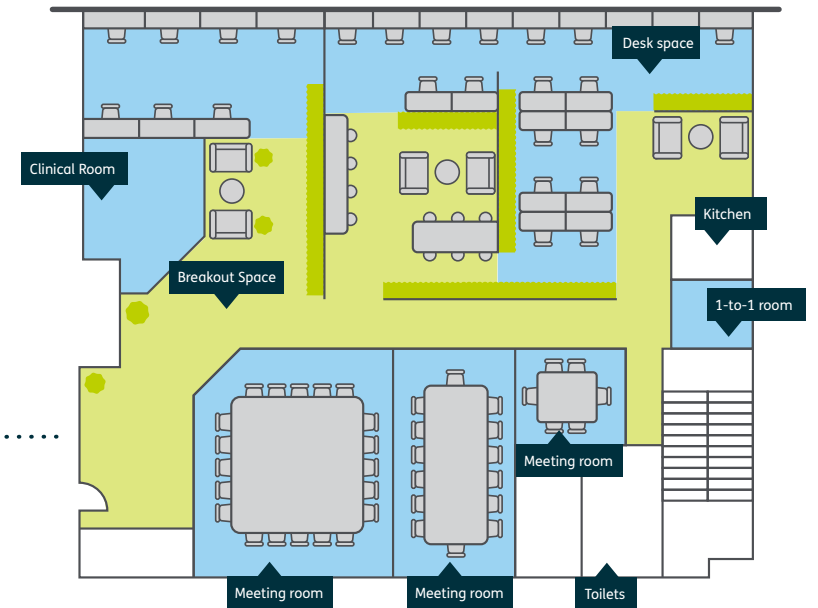 Desk space
Clinical Room
Kitchen
Breakout Space
1-to-1 room
Meeting room
Meeting room
Meeting room
Toilets